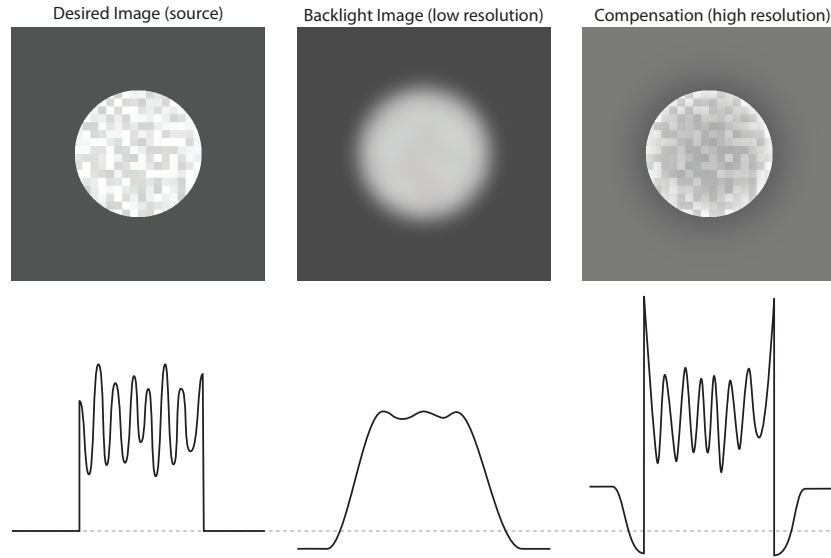 Desired Image (source)
Backlight Image (low resolution)
Compensation (high resolution)